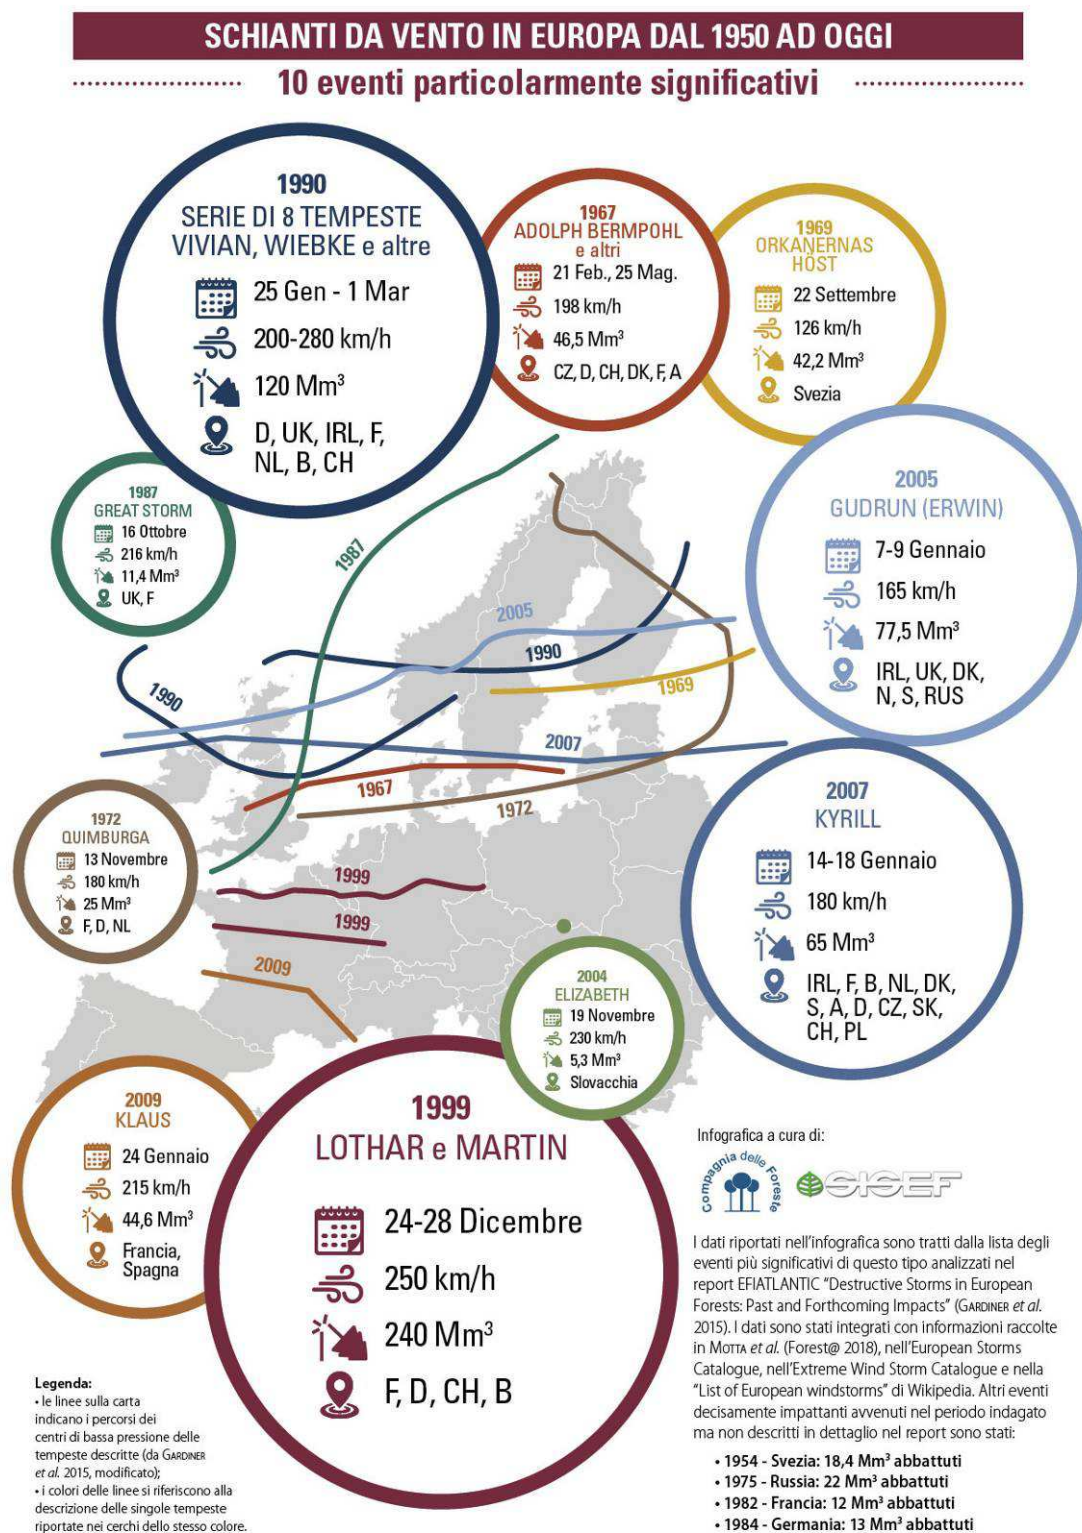 SCHIANTI DA VENTO IN EUROPA DAL 1950 AD OGGI
10 eventi particolarmente significativi
1990
SERIE DI 8 TEMPESTE
VIVIAN, WIEBKE e altre
25 Gen - 1 Mar
200-280 km/h
120 Mm³
D, UK, IRL, F,
NL, B, CH
1967
ADOLPH BERMPOHL
e altri
21 Feb., 25 Mag.
198 km/h
46,5 Mm³
CZ, D, CH, DK, F, A
1969
ORKANERNAS
HÖST
22 Settembre
126 km/h
42,2 Mm³
Svezia
1987
GREAT STORM
16 Ottobre
216 km/h
11,4 Mm³
UK, F
2005
GUDRUN (ERWIN)
7-9 Gennaio
165 km/h
77,5 Mm³
IRL, UK, DK,
N, S, RUS
1987
2005
1990
1990
1969
2007
1967
1972
1999
1999
2009
1972
QUIMBURGA
13 Novembre
180 km/h
25 Mm³
F, D, NL
2007
KYRILL
14-18 Gennaio
180 km/h
65 Mm³
IRL, F, B, NL, DK,
S, A, D, CZ, SK,
CH, PL
2004
ELIZABETH
19 Novembre
230 km/h
5,3 Mm³
Slovacchia
2009
KLAUS
24 Gennaio
215 km/h
44,6 Mm³
Francia,
Spagna
1999
LOTHAR e MARTIN
24-28 Dicembre
250 km/h
240 Mm³
F, D, CH, B
Infografica a cura di:
Compagnia delle Foreste
SISEF
I dati riportati nell'infografica sono tratti dalla lista degli
eventi più significativi di questo tipo analizzati nel
report EFIATLANTIC "Destructive Storms in European
Forests: Past and Forthcoming Impacts" (GARDINER et al.
2015). I dati sono stati integrati con informazioni raccolte
in MOTTA et al. (Forest@ 2018), nell'European Storms
Catalogue, nell'Extreme Wind Storm Catalogue e nella
"List of European windstorms" di Wikipedia. Altri eventi
decisamente impattanti avvenuti nel periodo indagato
ma non descritti in dettaglio nel report sono stati:
• 1954 - Svezia: 18,4 Mm³ abbattuti
• 1975 - Russia: 22 Mm³ abbattuti
• 1982 - Francia: 12 Mm³ abbattuti
• 1984 - Germania: 13 Mm³ abbattuti
Legenda:
• le linee sulla carta
indicano i percorsi dei
centri di bassa pressione delle
tempeste descritte (da GARDINER
et al. 2015, modificato);
• i colori delle linee si riferiscono alla
descrizione delle singole tempeste
riportate nei cerchi dello stesso colore.